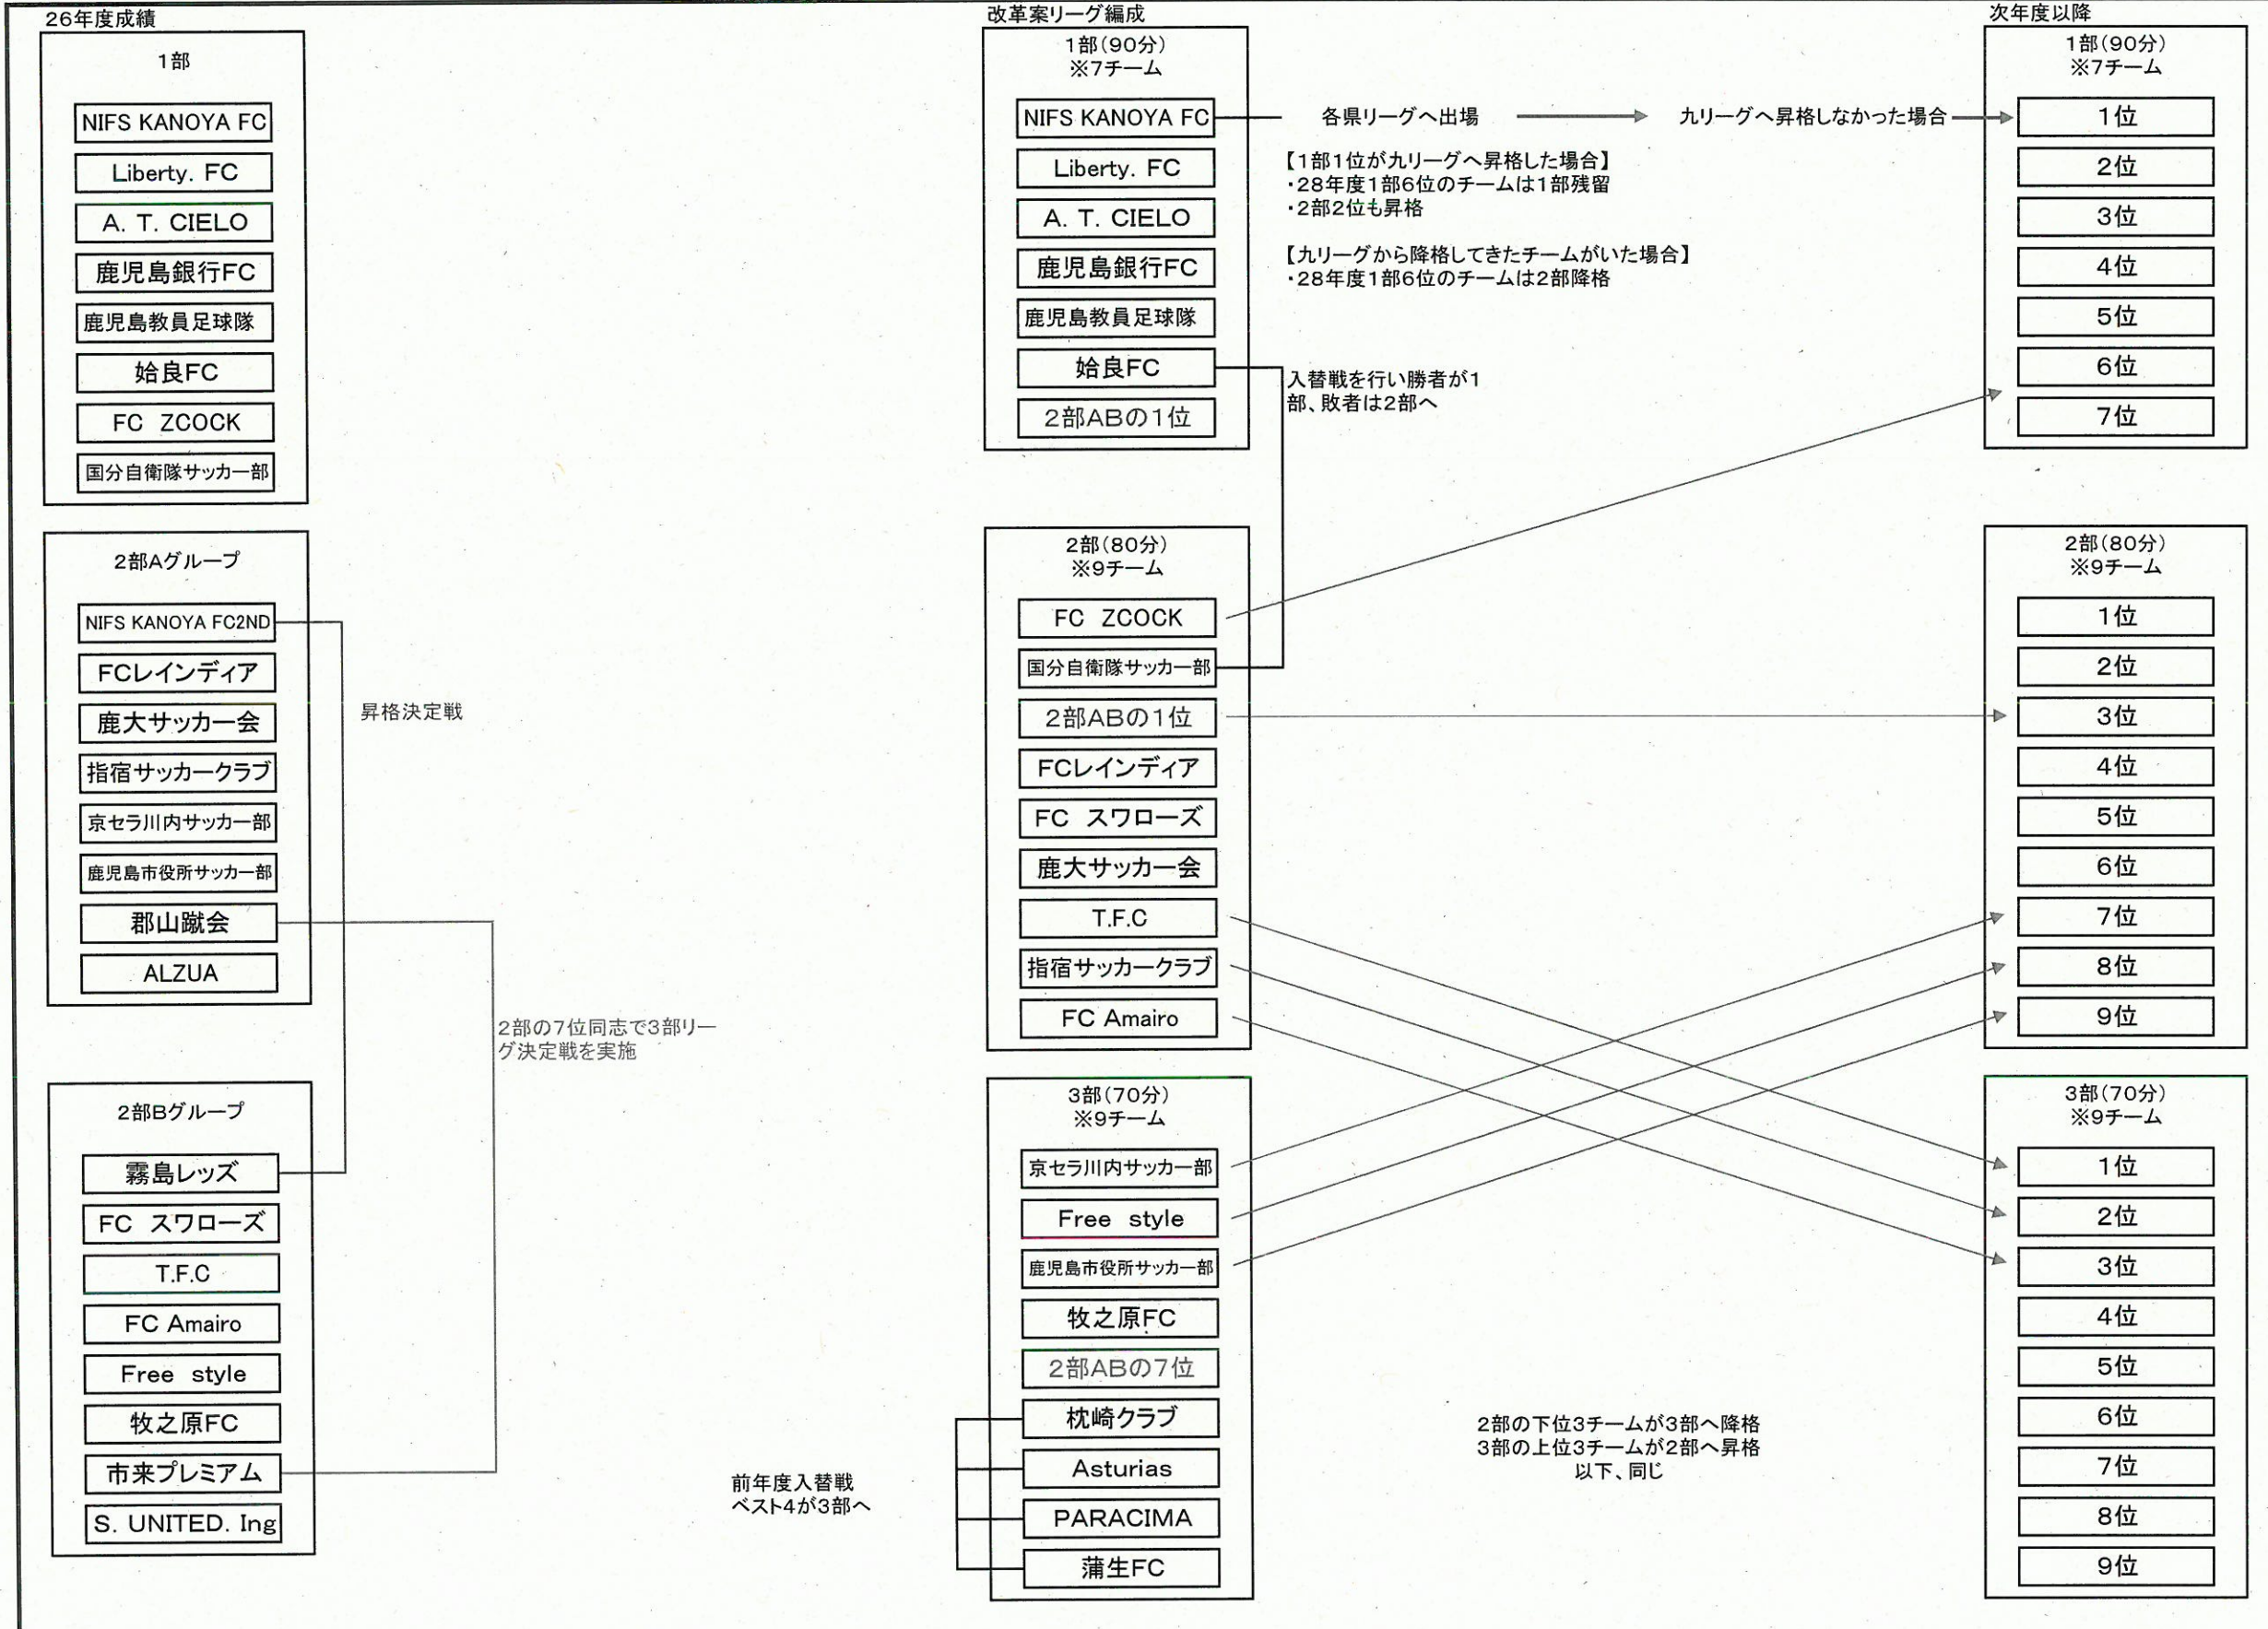 26年度成績
1部
NIFS KANOYA FC
Liberty. FC
A. T. CIELO
鹿児島銀行FC
鹿児島教員足球隊
姶良FC
FC ZCOCK
国分自衛隊サッカー部
2部Aグループ
NIFS KANOYA FC2ND
FCレインディア
鹿大サッカー会
指宿サッカークラブ
京セラ川内サッカー部
鹿児島市役所サッカー部
郡山蹴会
ALZUA
昇格決定戦
2部の7位同志で3部リー
グ決定戦を実施
2部Bグループ
霧島レッズ
FC スワローズ
T.F.C
FC Amairo
Free style
牧之原FC
市来プレミアム
S. UNITED. Ing
改革案リーグ編成
1部(90分)
※7チーム
NIFS KANOYA FC
Liberty. FC
A. T. CIELO
鹿児島銀行FC
鹿児島教員足球隊
姶良FC
2部ABの1位
各県リーグへ出場
九リーグへ昇格しなかった場合
【1部1位が九リーグへ昇格した場合】
・28年度1部6位のチームは1部残留
・2部2位も昇格
【九リーグから降格してきたチームがいた場合】
・28年度1部6位のチームは2部降格
入替戦を行い勝者が1
部、敗者は2部へ
2部(80分)
※9チーム
FC ZCOCK
国分自衛隊サッカー部
2部ABの1位
FCレインディア
FC スワローズ
鹿大サッカー会
T.F.C
指宿サッカークラブ
FC Amairo
3部(70分)
※9チーム
京セラ川内サッカー部
Free style
鹿児島市役所サッカー部
牧之原FC
2部ABの7位
枕崎クラブ
Asturias
PARACIMA
蒲生FC
前年度入替戦
ベスト4が3部へ
2部の下位3チームが3部へ降格
3部の上位3チームが2部へ昇格
以下、同じ
次年度以降
1部(90分)
※7チーム
1位
2位
3位
4位
5位
6位
7位
2部(80分)
※9チーム
1位
2位
3位
4位
5位
6位
7位
8位
9位
3部(70分)
※9チーム
1位
2位
3位
4位
5位
6位
7位
8位
9位